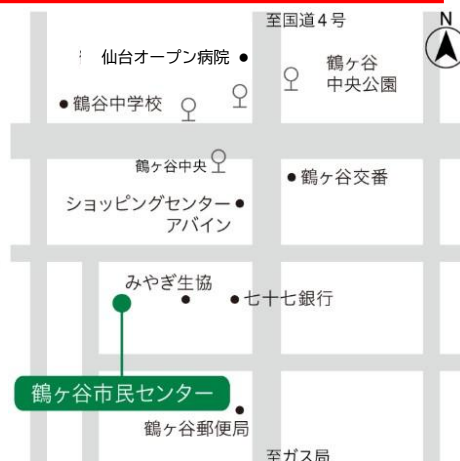 至国道4号
N
仙台オープン病院
鶴ヶ谷
中央公園
鶴谷中学校
鶴ヶ谷中央
鶴ヶ谷交番
ショッピングセンター
アバイン
みやぎ生協
七十七銀行
鶴ヶ谷市民センター
鶴ヶ谷郵便局
至ガス局